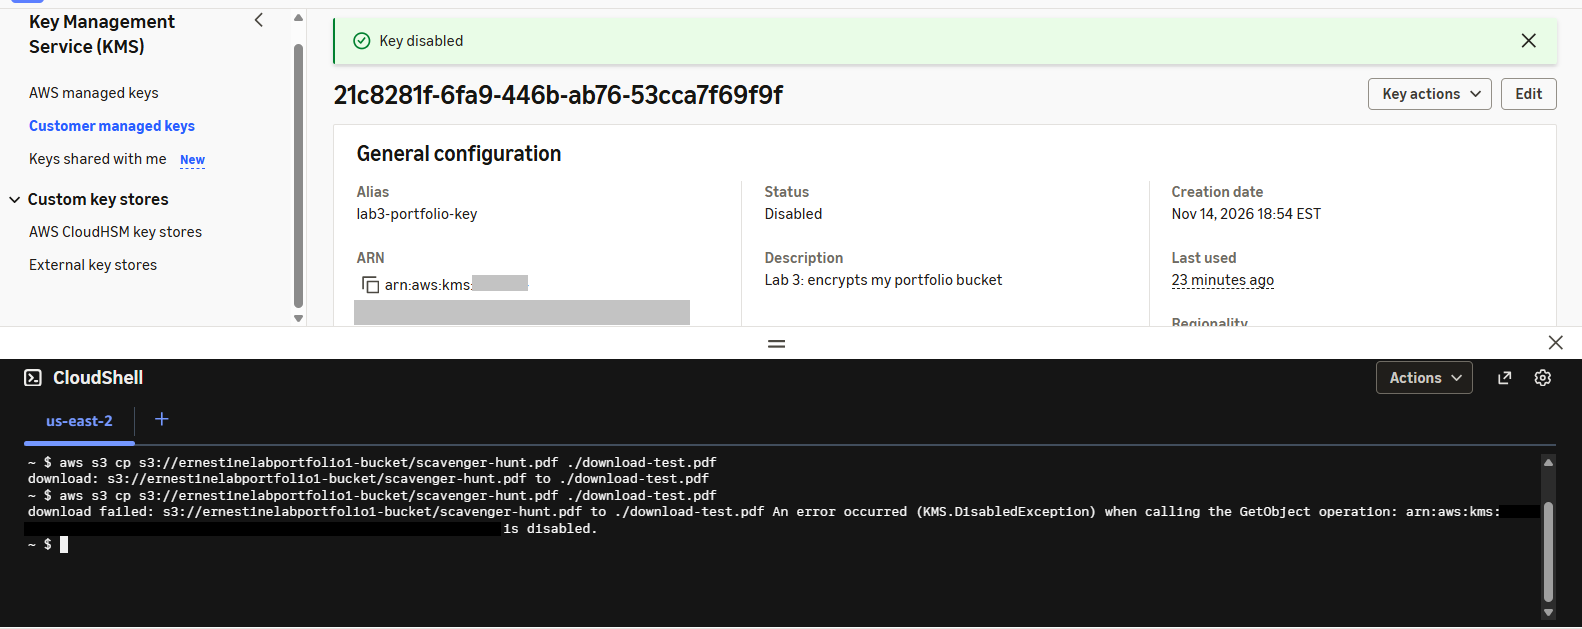 Key Management
Service (KMS)
AWS managed keys
Customer managed keys
Keys shared with me New
Custom key stores
AWS CloudHSM key stores
External key stores
Key disabled
21c8281f-6fa9-446b-ab76-53cca7f69f9f
Key actions
Edit
General configuration
Alias
lab3-portfolio-key
ARN
arn:aws:kms:
Status
Disabled
Description
Lab 3: encrypts my portfolio bucket
Creation date
Nov 14, 2026 18:54 EST
Last used
23 minutes ago
Regionality
CloudShell
Actions
us-east-2
~ $ aws s3 cp s3://ernestinelabportfolio1-bucket/scavenger-hunt.pdf ./download-test.pdf
download: s3://ernestinelabportfolio1-bucket/scavenger-hunt.pdf to ./download-test.pdf
~ $ aws s3 cp s3://ernestinelabportfolio1-bucket/scavenger-hunt.pdf ./download-test.pdf
download failed: s3://ernestinelabportfolio1-bucket/scavenger-hunt.pdf to ./download-test.pdf An error occurred (KMS.DisabledException) when calling the GetObject operation: arn:aws:kms:
is disabled.
~ $